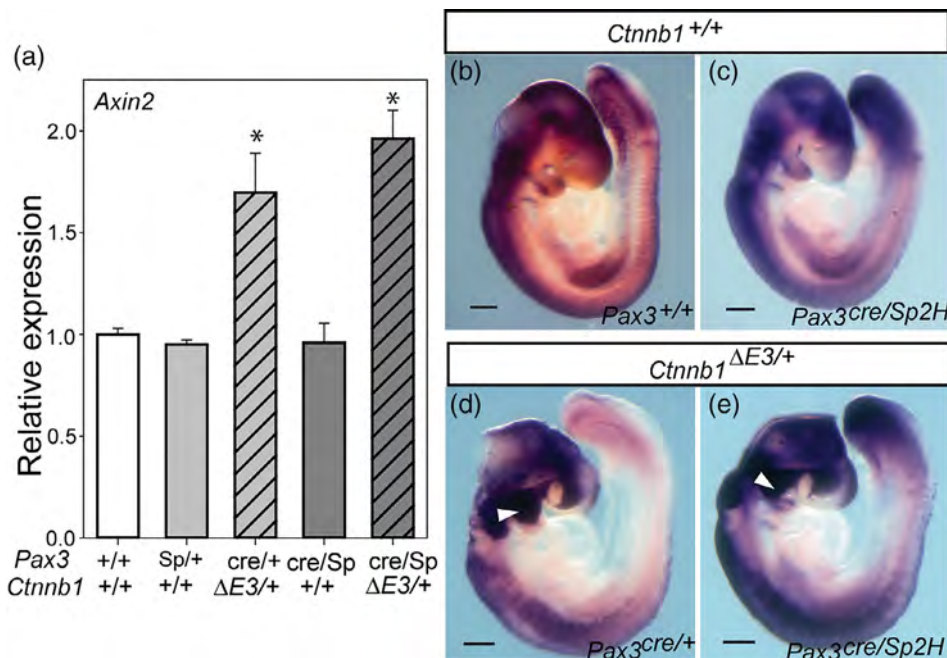 (a)
Axin2
*
*
2.0
1.5
1.0
0.5
0.0
Relative expression
Pax3 +/+ Sp/+ cre/+ cre/Sp cre/Sp
Ctnnb1 +/+ +/+ ΔE3/+ +/+ ΔE3/+
Ctnnb1+/+
(b)
(c)
Pax3+/+
Pax3cre/Sp2H
Ctnnb1ΔE3/+
(d)
(e)
Pax3cre/+
Pax3cre/Sp2H